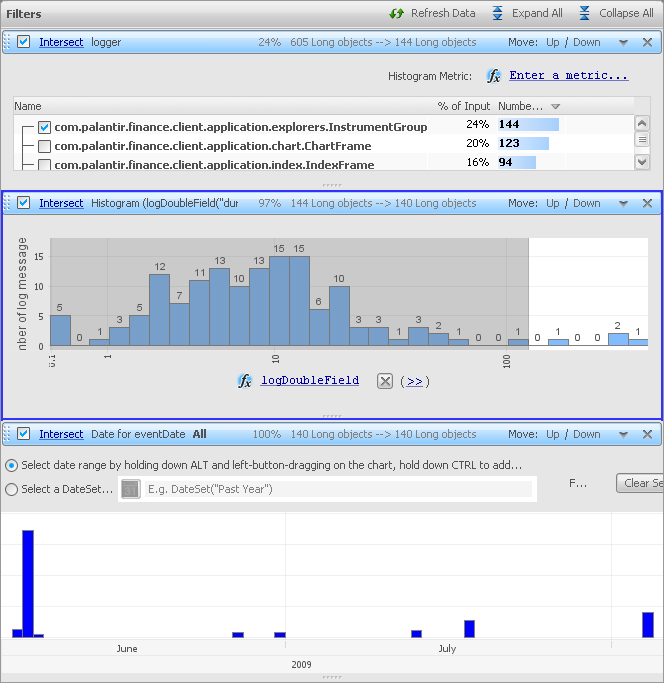 Filters Refresh Data Expand All Collapse All
Intersect logger 24% 605 Long objects --> 144 Long objects Move: Up / Down
Histogram Metric: fx Enter a metric...
Name % of Input Numbe...
com.palantir.finance.client.application.explorers.InstrumentGroup 24% 144
com.palantir.finance.client.application.chart.ChartFrame 20% 123
com.palantir.finance.client.application.index.IndexFrame 16% 94
Intersect Histogram (logDoubleField("dur 97% 144 Long objects --> 140 Long objects Move: Up / Down
nber of log message
15
10
5
0
5 0 1 3 5 12 7 11 13 10 13 15 15 6 10 3 3 1 3 2 1 0 0 1 0 1 0 0 2 1
0.1 1 10 100
fx logDoubleField (>>)
Intersect Date for eventDate All 100% 140 Long objects --> 140 Long objects Move: Up / Down
Select date range by holding down ALT and left-button-dragging on the chart, hold down CTRL to add...
Select a DateSet... 31 E.g. DateSet("Past Year") F... Clear Se
June July
2009